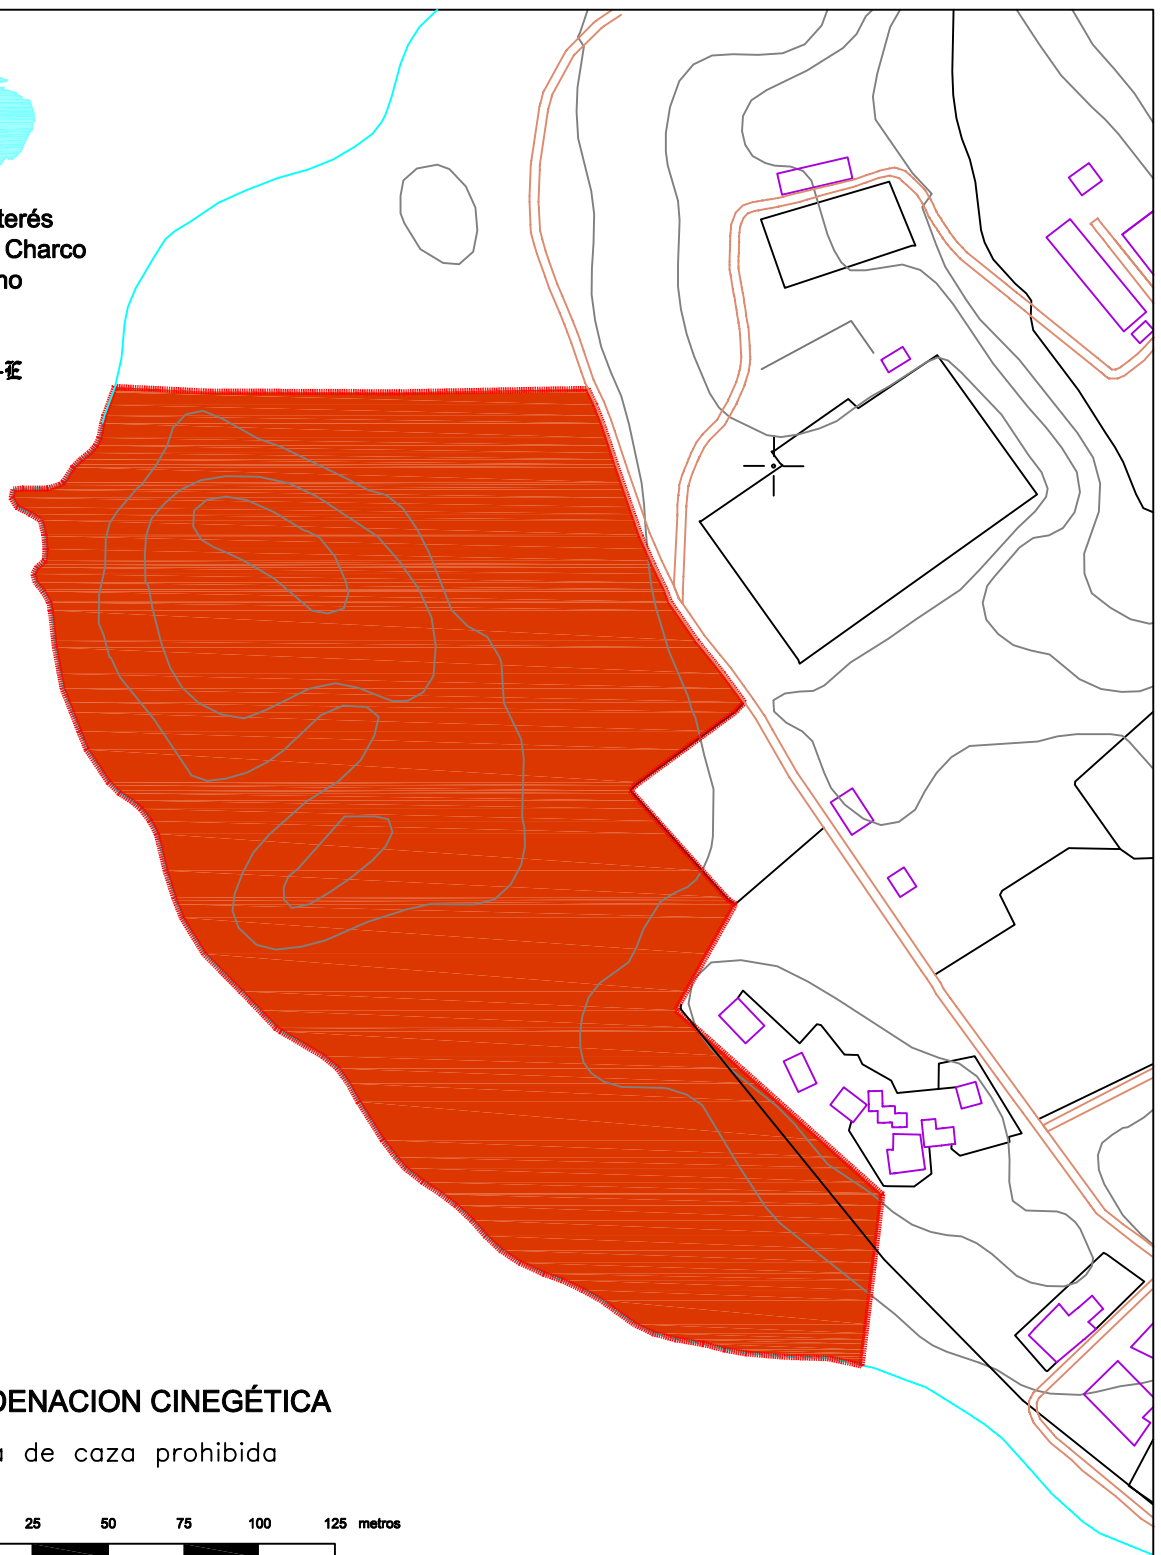 terés
Charco
no
-E
DENACION CINEGÉTICA
a de caza prohibida
25 50 75 100 125 metros